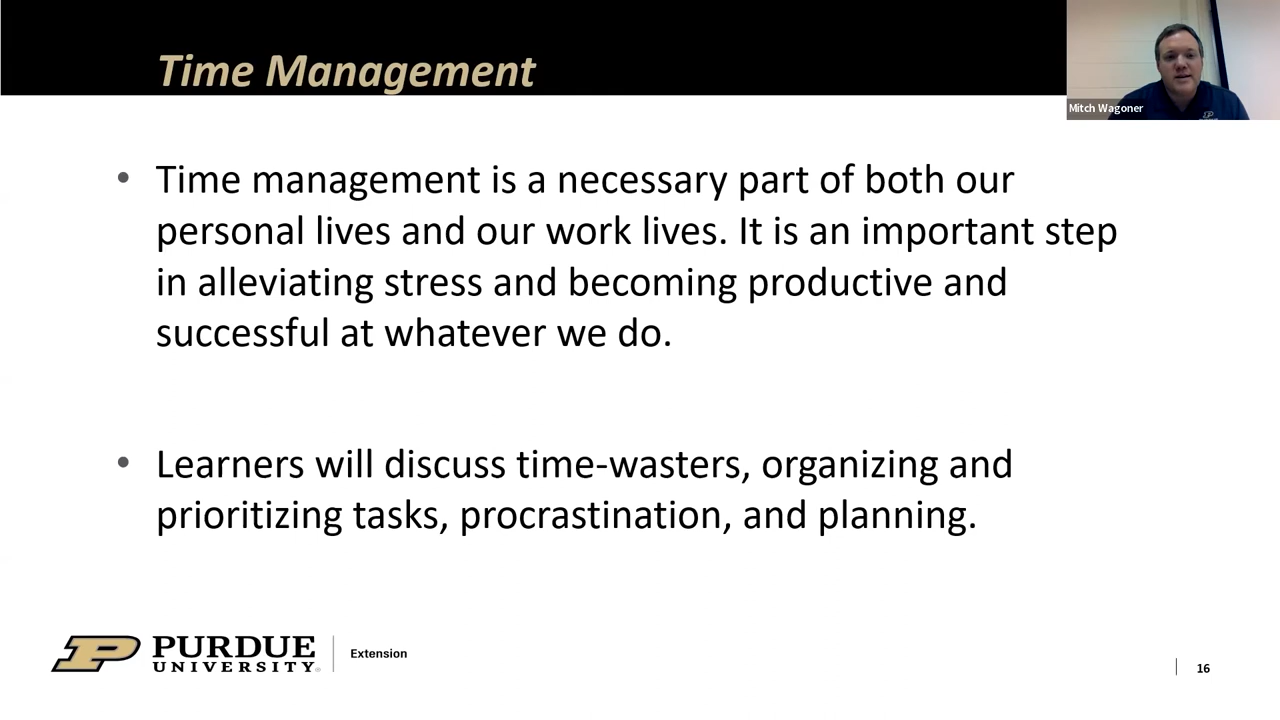 Time Management
Mitch Wagoner
• Time management is a necessary part of both our
personal lives and our work lives. It is an important step
in alleviating stress and becoming productive and
successful at whatever we do.
• Learners will discuss time-wasters, organizing and
prioritizing tasks, procrastination, and planning.
P PURDUE
UNIVERSITY®
Extension
16